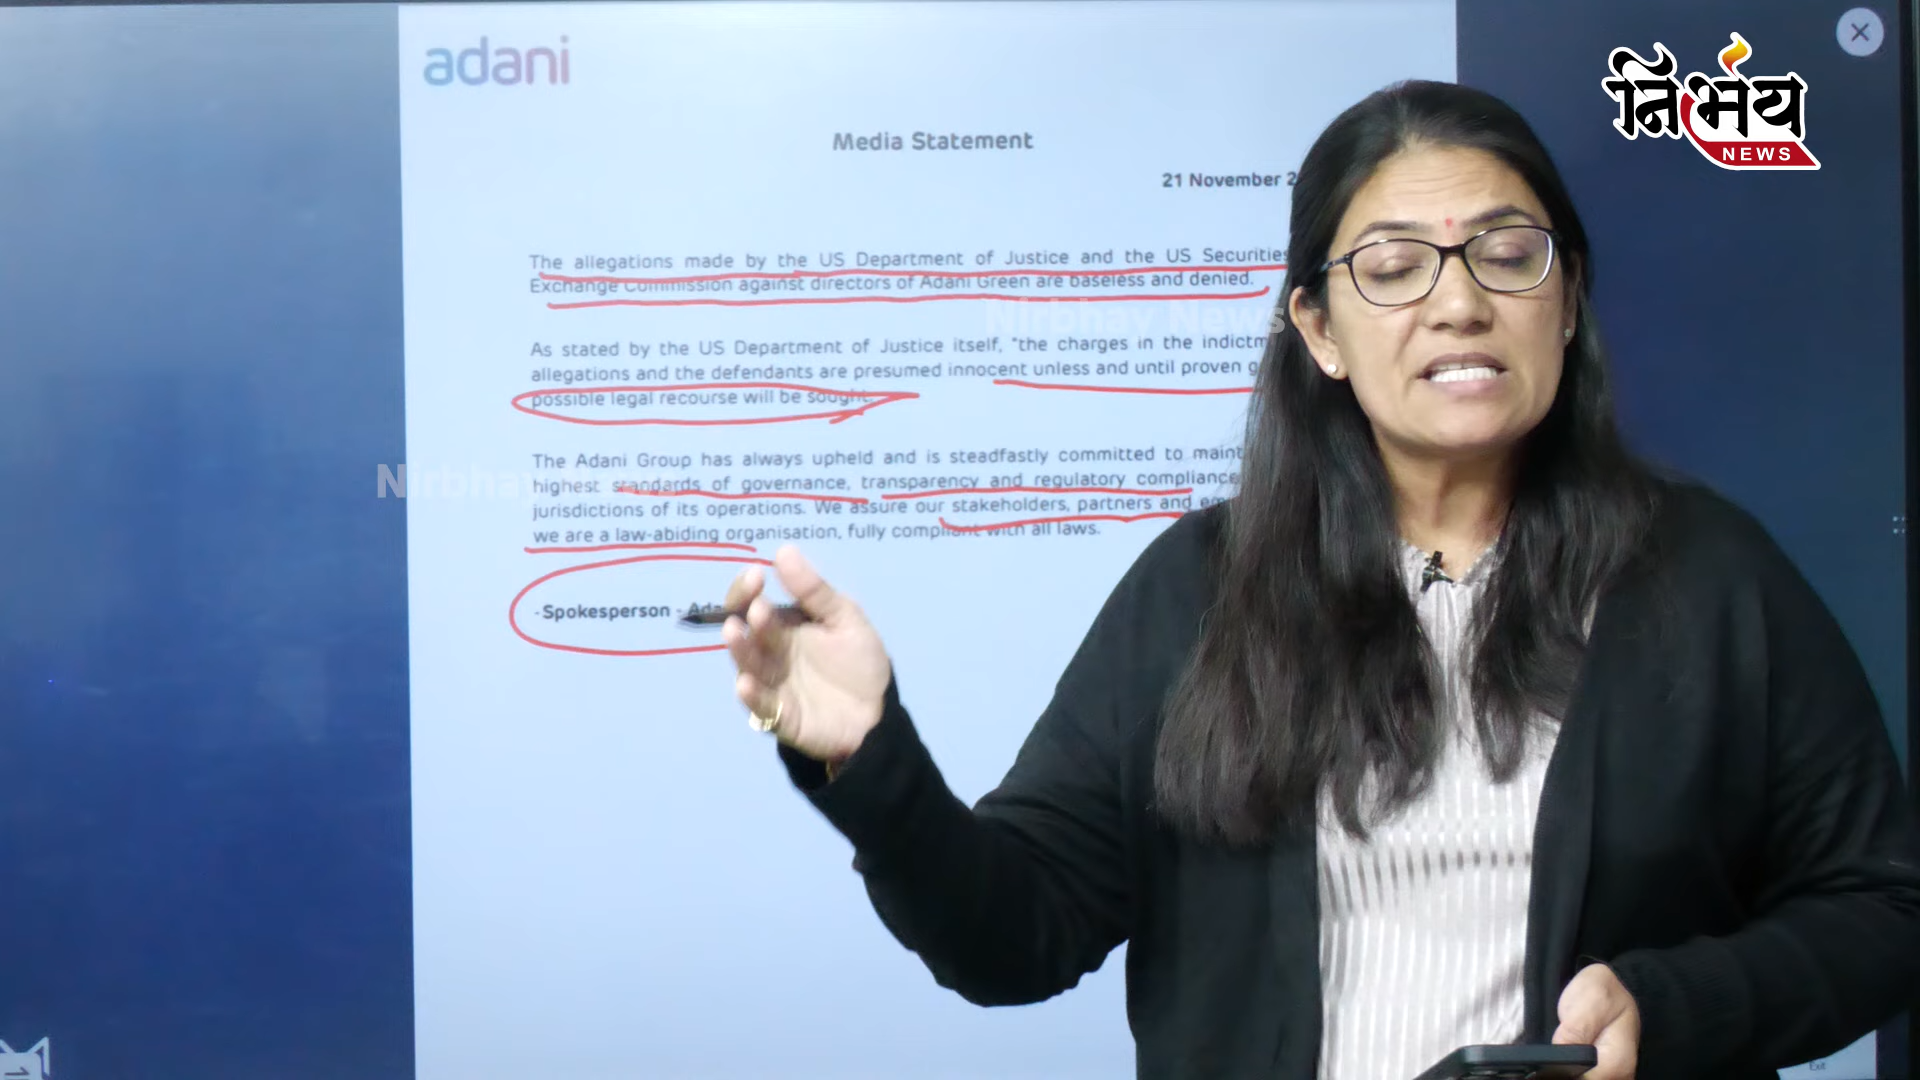 adani
निर्भय
NEWS
Media Statement
21 November
The allegations made by the US Department of Justice and the US Securities
Exchange Commission against directors of Adani Green are baseless and denied.
Nirbhay News
As stated by the US Department of Justice itself, "the charges in the
allegations and the defendants are presumed innocent unless and until proven
possible legal recourse will be sought.
The Adani Group has always upheld and is steadfastly committed to
Nirbhay
highest standards of governance, transparency and regulatory compliance
jurisdictions of its operations. We assure our stakeholders, partners and
we are a law-abiding organisation, fully compliant with all laws.
- Spokesperson -
Exit